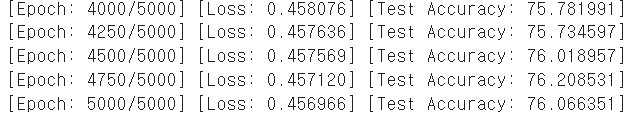 [Epoch: 4000/5000] [Loss: 0.458076] [Test Accuracy: 75.781991]
[Epoch: 4250/5000] [Loss: 0.457636] [Test Accuracy: 75.734597]
[Epoch: 4500/5000] [Loss: 0.457569] [Test Accuracy: 76.018957]
[Epoch: 4750/5000] [Loss: 0.457120] [Test Accuracy: 76.208531]
[Epoch: 5000/5000] [Loss: 0.456966] [Test Accuracy: 76.066351]